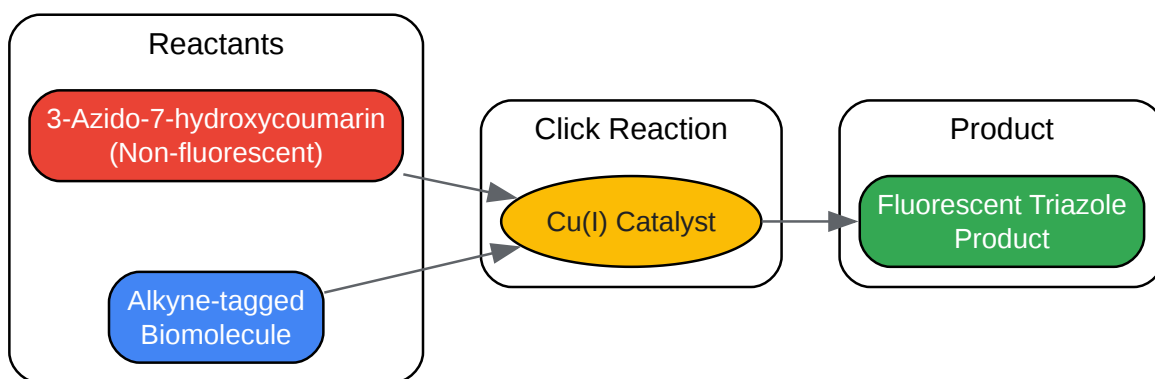 Reactants
3-Azido-7-hydroxycoumarin
(Non-fluorescent)
Alkyne-tagged
Biomolecule
Click Reaction
Cu(I) Catalyst
Product
Fluorescent Triazole
Product